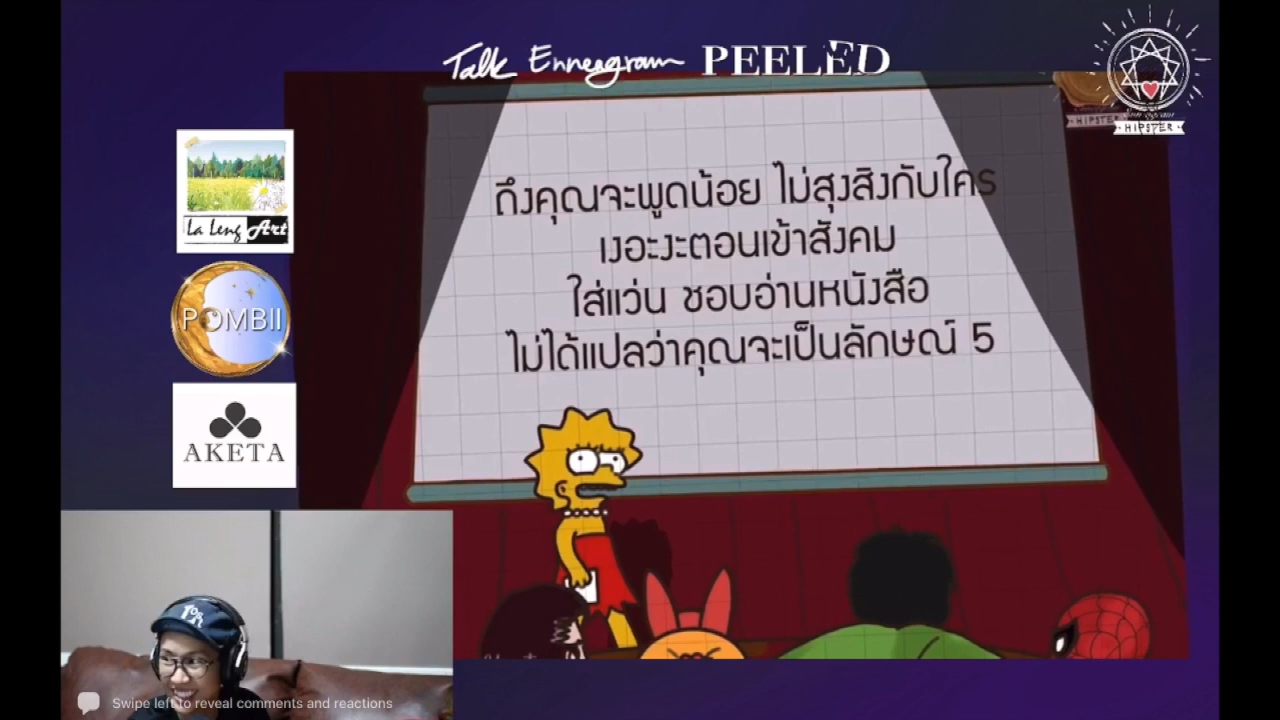 Talk Enneagram PEELED
HIPSTER
HIPSTER
ถึงคุณจะพูดน้อย ไม่สุงสิงกับใคร
เงอะงะตอนเข้าสังคม
ใส่แว่น ชอบอ่านหนังสือ
ไม่ได้แปลว่าคุณจะเป็นลักษณ์ 5
La Leng Art
POMBII
AKETA
Swipe left to reveal comments and reactions